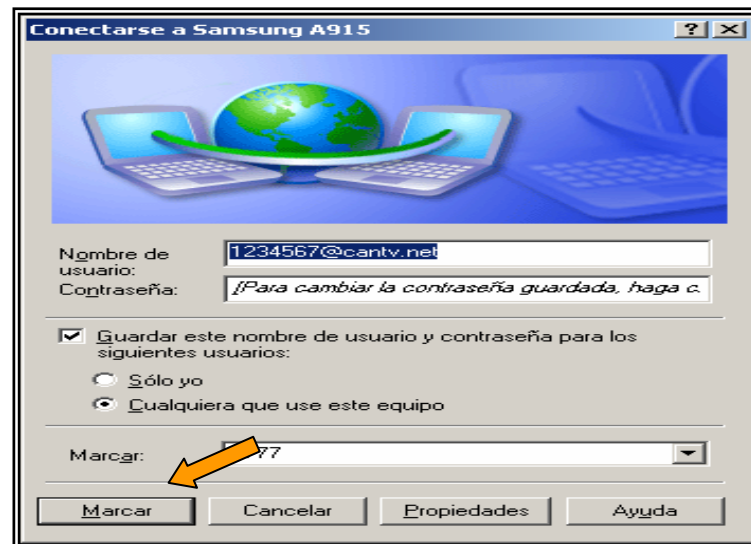 Conectarse a Samsung A915
Nombre de
usuario:
1234567@cantv.net
Contraseña:
[Para cambiar la contraseña guardada, haga c.
Guardar este nombre de usuario y contraseña para los
siguientes usuarios:
Sólo yo
Cualquiera que use este equipo
Marcar:
77
Marcar
Cancelar
Propiedades
Ayuda